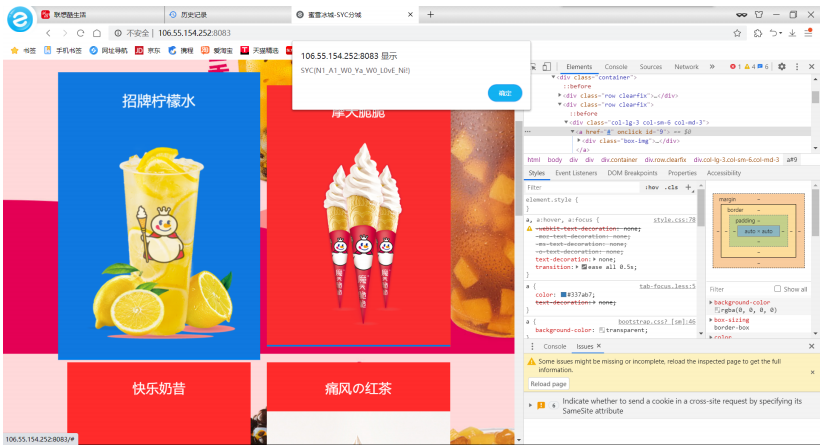 联想酷生活
历史记录
蜜雪冰城-SYC分城
不安全
106.55.154.252:8083
书签
手机书签
网址导航
京东
携程
爱淘宝
天猫精选
106.55.154.252:8083 显示
SYC{N1_A1_W0_Ya_W0_L0vE_Ni!}
确定
招牌柠檬水
摩天脆脆
快乐奶昔
痛风の红茶
106.55.154.252:8083/#
Elements Console Sources Network » 1 4 6
<div class="container">
::before
<div class="row clearfix">…</div>
<div class="row clearfix">
::before
<div class="col-lg-3 col-sm-6 col-md-3">
<a href="#" onclick id="9"> == $0
<div class="box-img">…</div>
</a>
html body div div div.container div.row.clearfix div.col-lg-3.col-sm-6.col-md-3 a#9
Styles Event Listeners DOM Breakpoints Properties Accessibility
Filter :hov .cls +
element.style {
}
a, a:hover, a:focus { style.css:78
-webkit-text-decoration: none;
-moz-text-decoration: none;
-ms-text-decoration: none;
-o-text-decoration: none;
text-decoration: none;
transition: ease all 0.5s;
}
a { tab-focus.less:5
color: #337ab7;
text-decoration: none;
}
a { bootstrap.css? [sm]:46
background-color: transparent;
margin -
border -
padding -
auto × auto
Filter Show all
background-color
rgba(0, 0, 0, 0)
box-sizing
border-box
color
Console Issues ×
Some issues might be missing or incomplete, reload the inspected page to get the full
information.
Reload page
Indicate whether to send a cookie in a cross-site request by specifying its
SameSite attribute